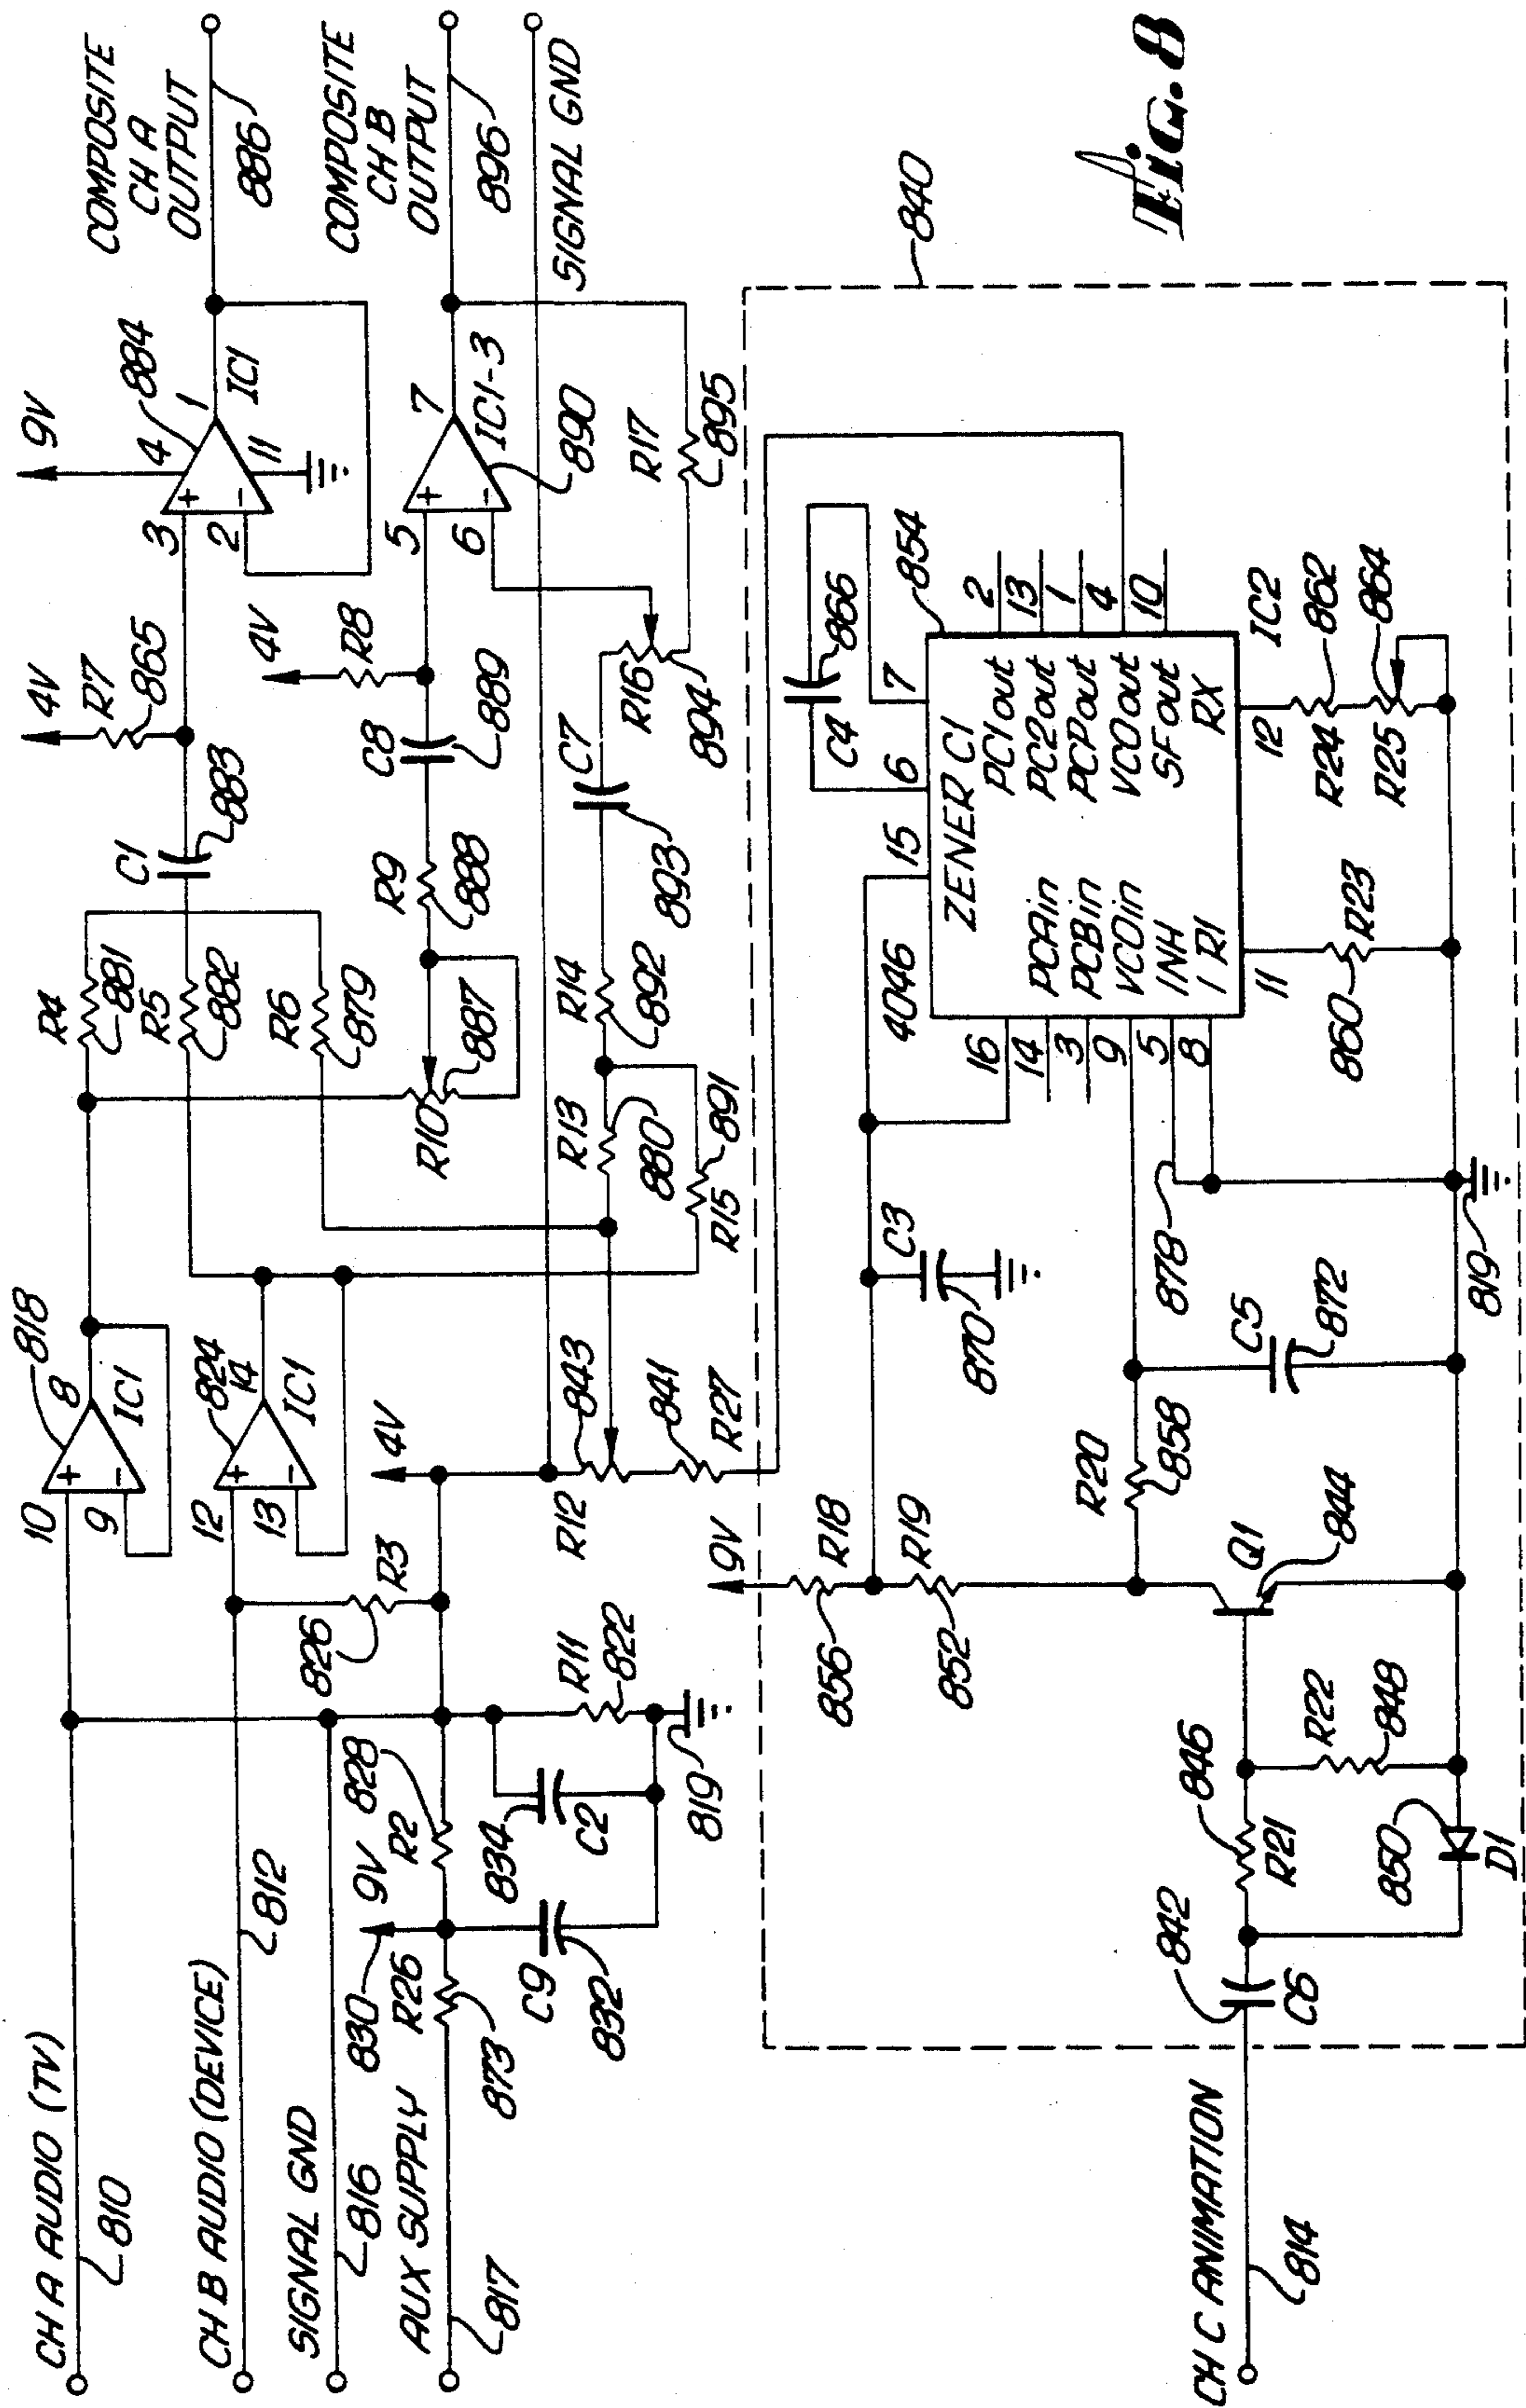 CH A AUDIO (TV)
810
CH B AUDIO (DEVICE)
812
SIGNAL GND
816
AUX SUPPLY
817
830
9V
R26
873
R2
828
C9
832
834
C2
R11
822
819
826
R3
10
9
+
-
8
818
IC1
12
13
+
-
824
14
IC1
4V
R12
843
841
R27
R4
881
R5
882
R6
879
R10
887
R13
880
R15
891
R14
892
R9
888
C1
883
4V
R7
865
C8
889
4V
R8
C7
893
R16
894
R17
895
3
2
+
-
9V
4
11
1
884
IC1
COMPOSITE
CH A
OUTPUT
886
5
6
+
-
7
IC1-3
890
COMPOSITE
CH B
OUTPUT
896
SIGNAL GND
CH C ANIMATION
814
842
C6
846
R21
R22
848
850
D1
Q1
844
9V
856
R18
852
R19
R20
858
C5
872
C3
870
878
819
4046
16
14
3
9
5
8
15
6
7
C4
866
854
ZENER C1
PCAin
PCBin
VCOin
INH
1 R1
PC1out
PC2out
PCPout
VCOout
SFout
RX
2
13
1
4
10
IC2
11
860
R23
12
R24
862
R25
864
840
Fig. 8